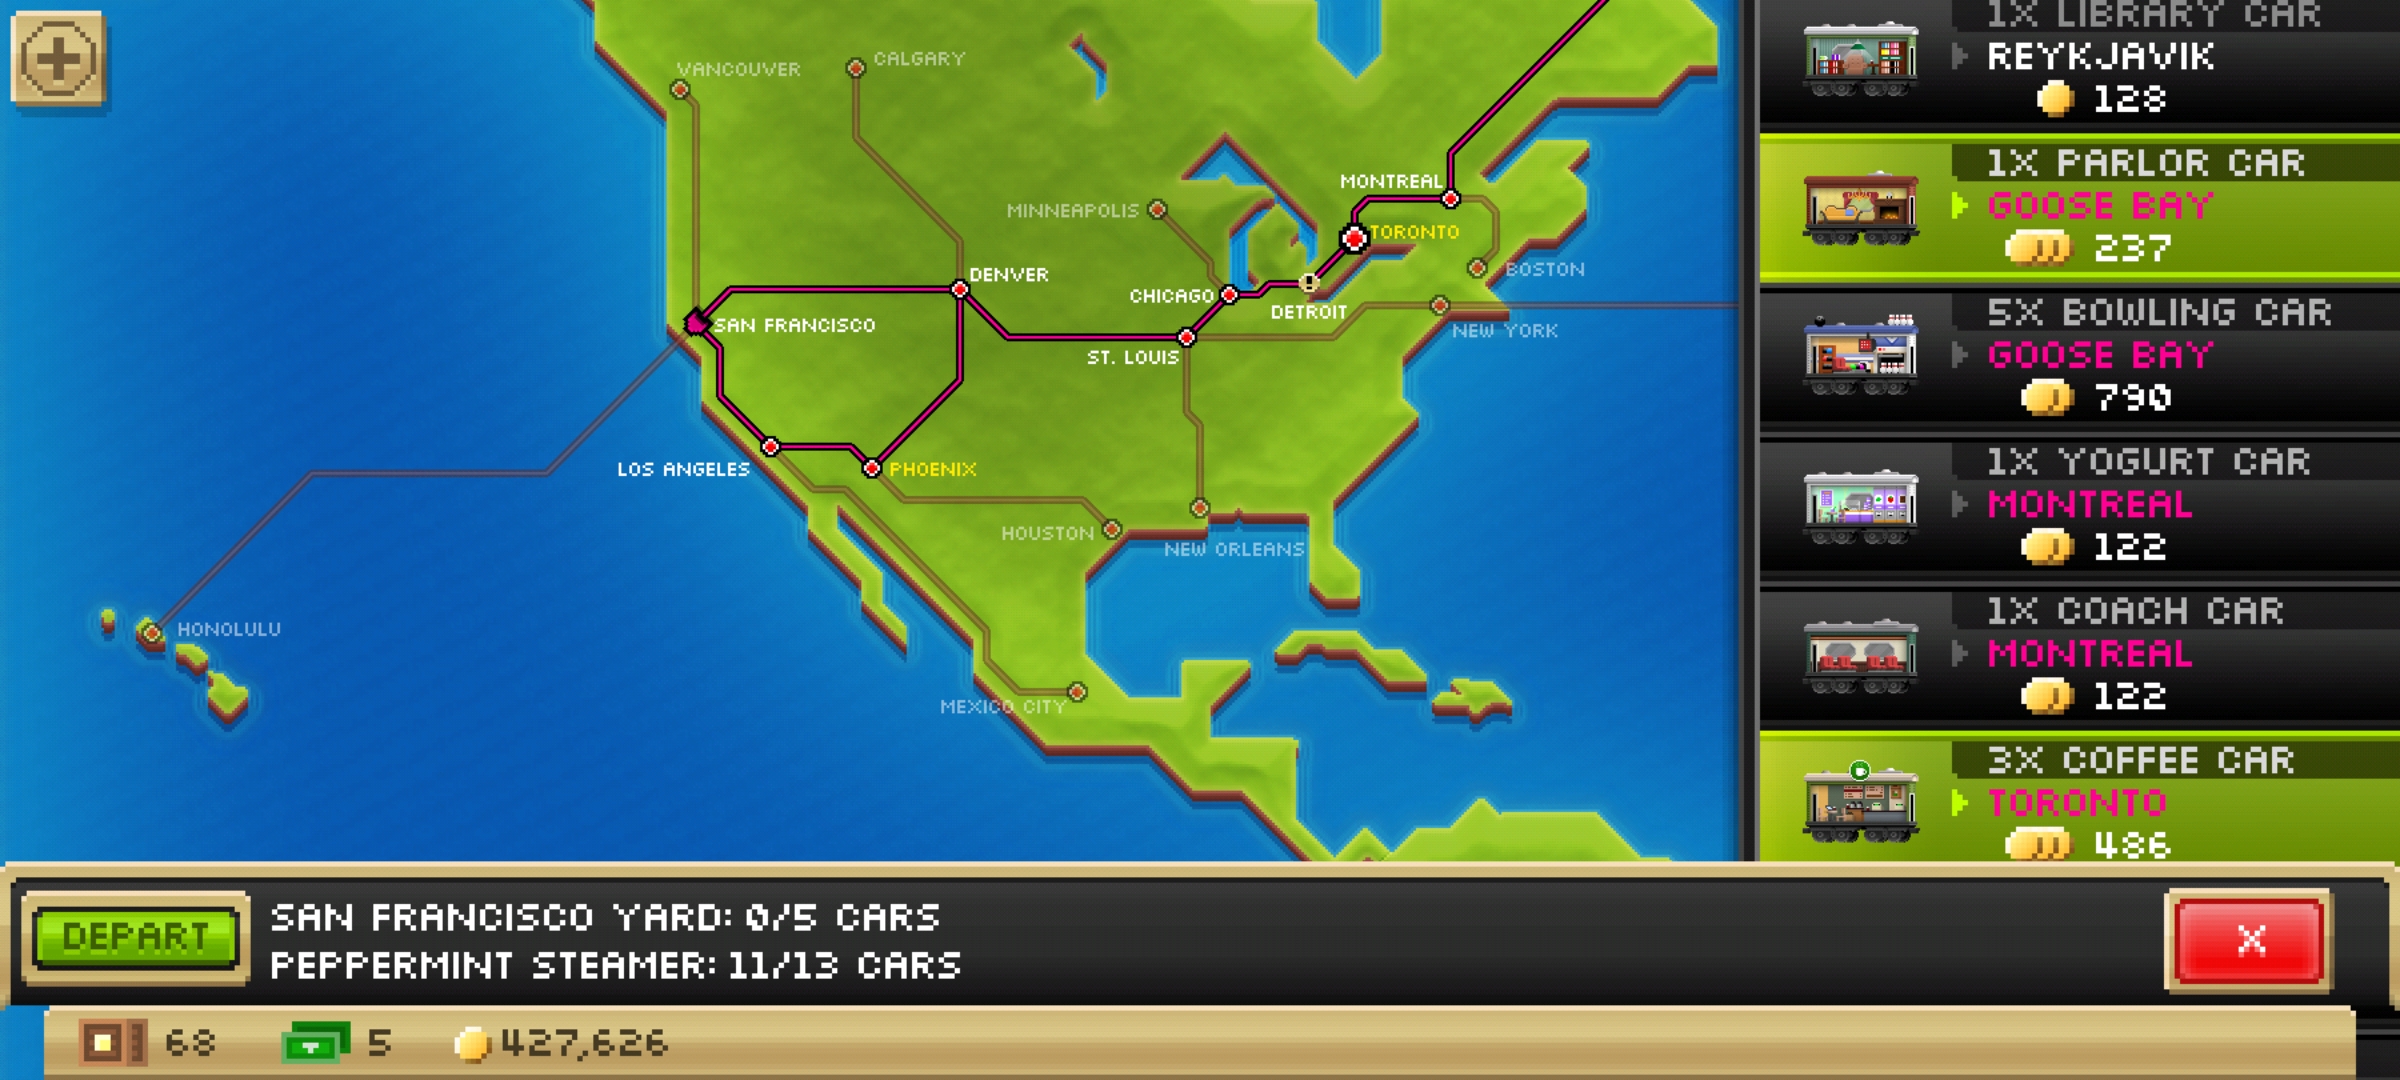 VANCOUVER
CALGARY
MINNEAPOLIS
MONTREAL
TORONTO
BOSTON
DENVER
CHICAGO
DETROIT
NEW YORK
SAN FRANCISCO
ST. LOUIS
LOS ANGELES
PHOENIX
HOUSTON
NEW ORLEANS
HONOLULU
MEXICO CITY
1X LIBRARY CAR
REYKJAVIK
128
1X PARLOR CAR
GOOSE BAY
237
5X BOWLING CAR
GOOSE BAY
790
1X YOGURT CAR
MONTREAL
122
1X COACH CAR
MONTREAL
122
3X COFFEE CAR
TORONTO
486
DEPART
SAN FRANCISCO YARD: 0/5 CARS
PEPPERMINT STEAMER: 11/13 CARS
X
68
5
427,626